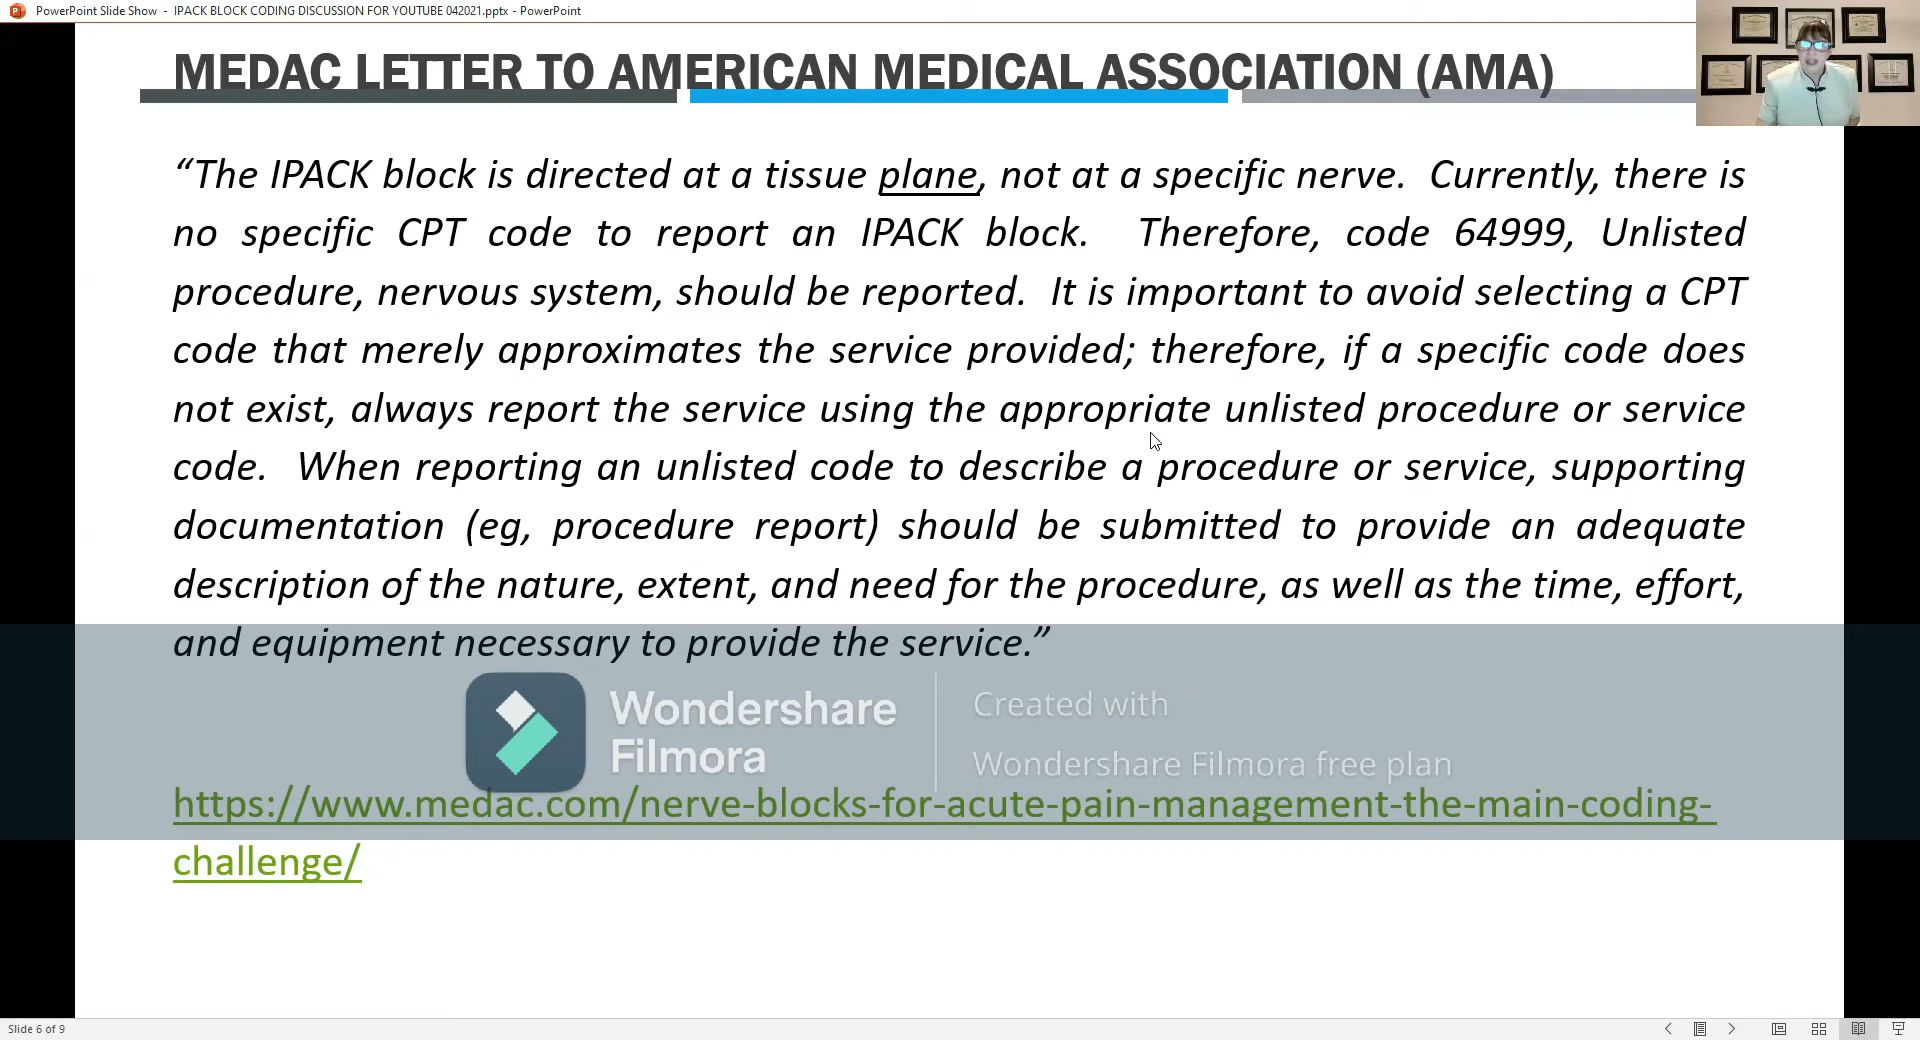 PowerPoint Slide Show - IPACK BLOCK CODING DISCUSSION FOR YOUTUBE 042021.pptx - PowerPoint
MEDAC LETTER TO AMERICAN MEDICAL ASSOCIATION (AMA)
“The IPACK block is directed at a tissue plane, not at a specific nerve. Currently, there is
no specific CPT code to report an IPACK block. Therefore, code 64999, Unlisted
procedure, nervous system, should be reported. It is important to avoid selecting a CPT
code that merely approximates the service provided; therefore, if a specific code does
not exist, always report the service using the appropriate unlisted procedure or service
code. When reporting an unlisted code to describe a procedure or service, supporting
documentation (eg, procedure report) should be submitted to provide an adequate
description of the nature, extent, and need for the procedure, as well as the time, effort,
and equipment necessary to provide the service.”
Wondershare
Filmora
Created with
Wondershare Filmora free plan
https://www.medac.com/nerve-blocks-for-acute-pain-management-the-main-coding-
challenge/
Slide 6 of 9